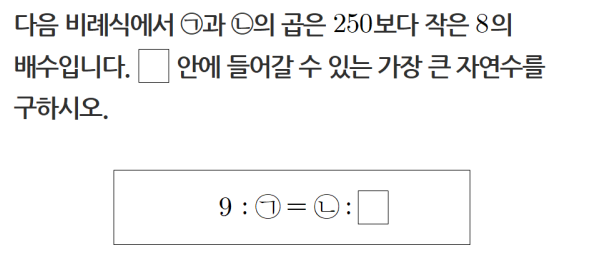 다음 비례식에서 ㉠과 ㉡의 곱은 250보다 작은 8의
배수입니다. □ 안에 들어갈 수 있는 가장 큰 자연수를
구하시오.
9 : ㉠ = ㉡ : □